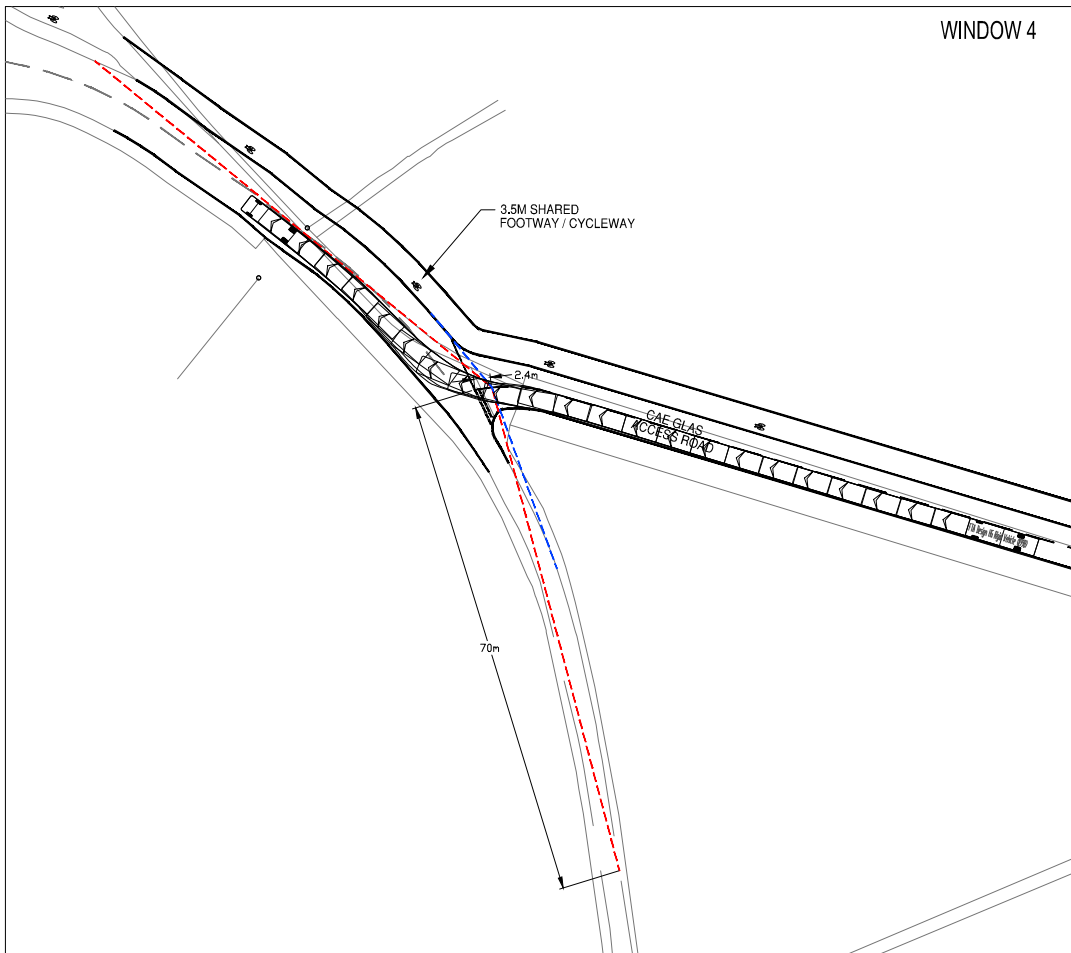 WINDOW 4
3.5M SHARED
FOOTWAY / CYCLEWAY
2.4m
CAE GLAS
ACCESS ROAD
70m